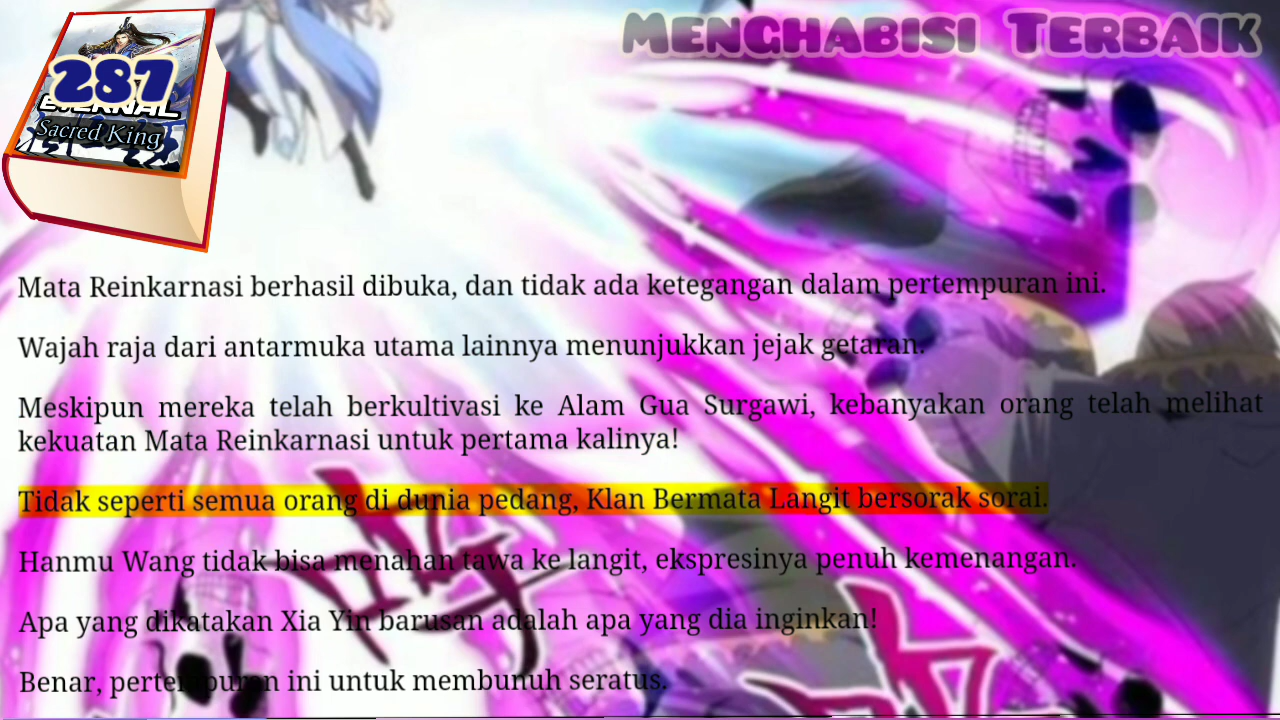 MENGHABISI TERBAIK
287
ETERNAL
Sacred King
Mata Reinkarnasi berhasil dibuka, dan tidak ada ketegangan dalam pertempuran ini.
Wajah raja dari antarmuka utama lainnya menunjukkan jejak getaran.
Meskipun mereka telah berkultivasi ke Alam Gua Surgawi, kebanyakan orang telah melihat
kekuatan Mata Reinkarnasi untuk pertama kalinya!
Tidak seperti semua orang di dunia pedang, Klan Bermata Langit bersorak sorai.
Hanmu Wang tidak bisa menahan tawa ke langit, ekspresinya penuh kemenangan.
Apa yang dikatakan Xia Yin barusan adalah apa yang dia inginkan!
Benar, pertempuran ini untuk membunuh seratus.